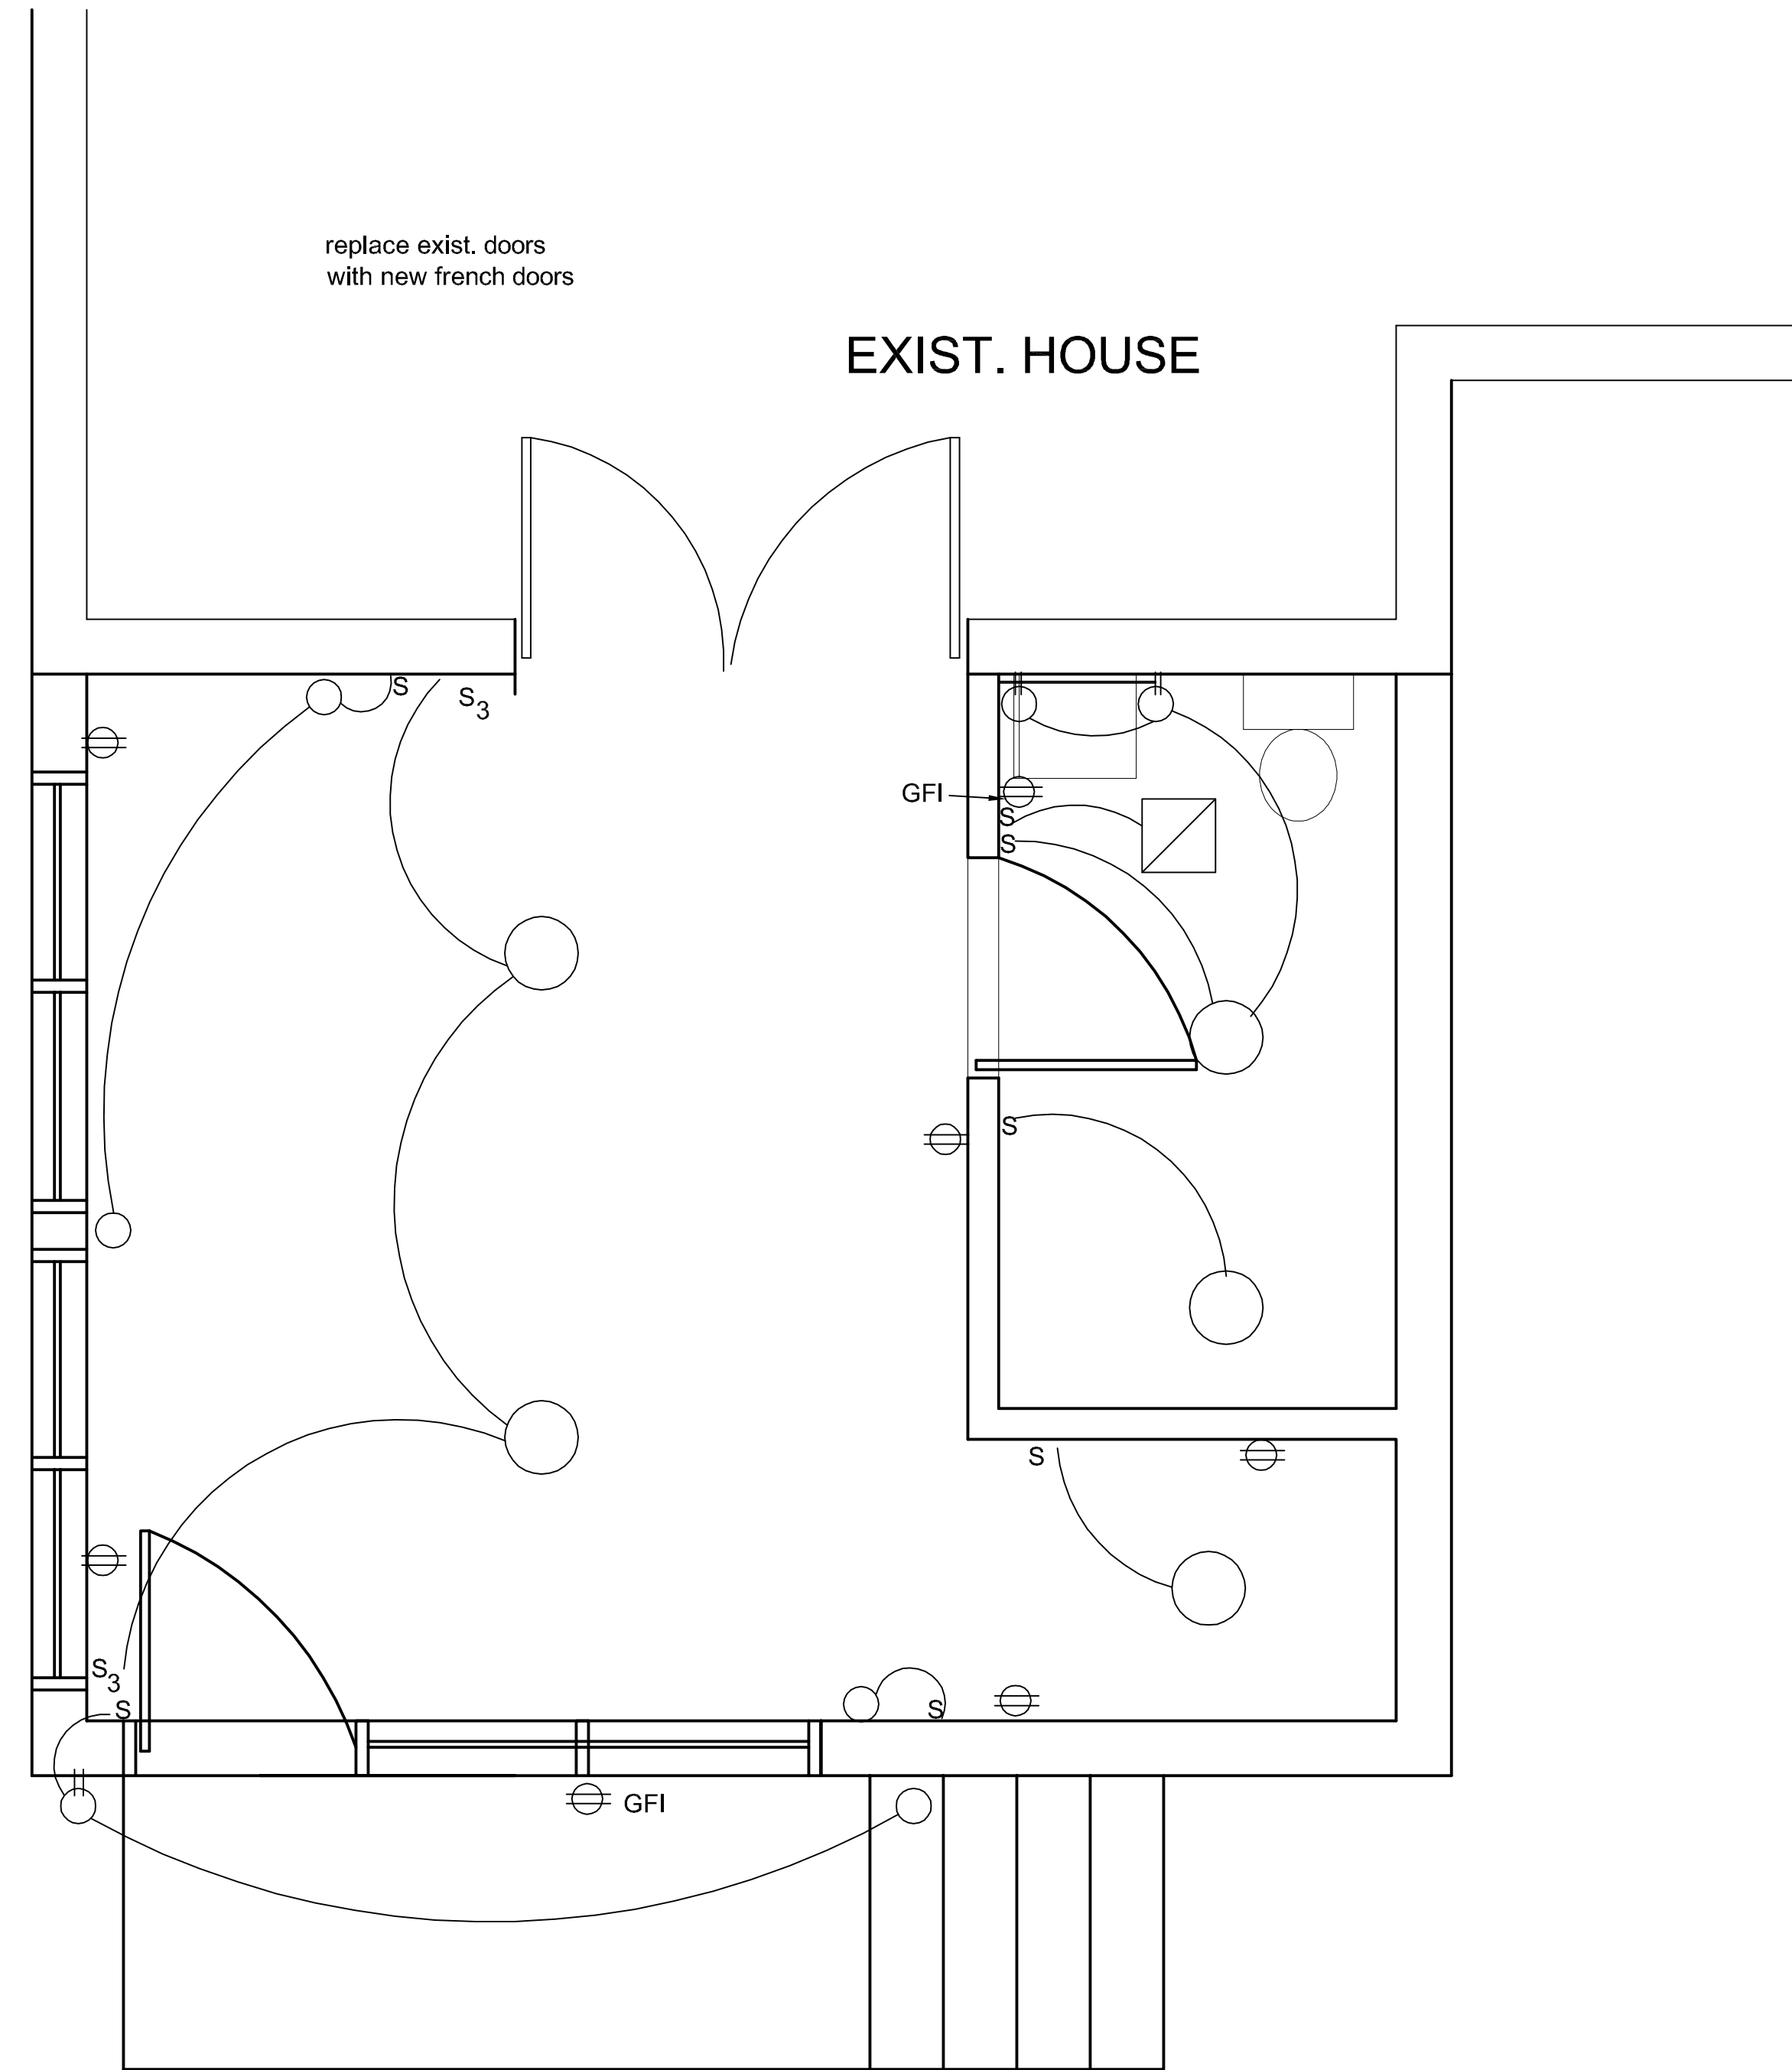 replace exist. doors
with new french doors
EXIST. HOUSE
S
S3
GFI
S
S
S
S
S3
S
S
GFI